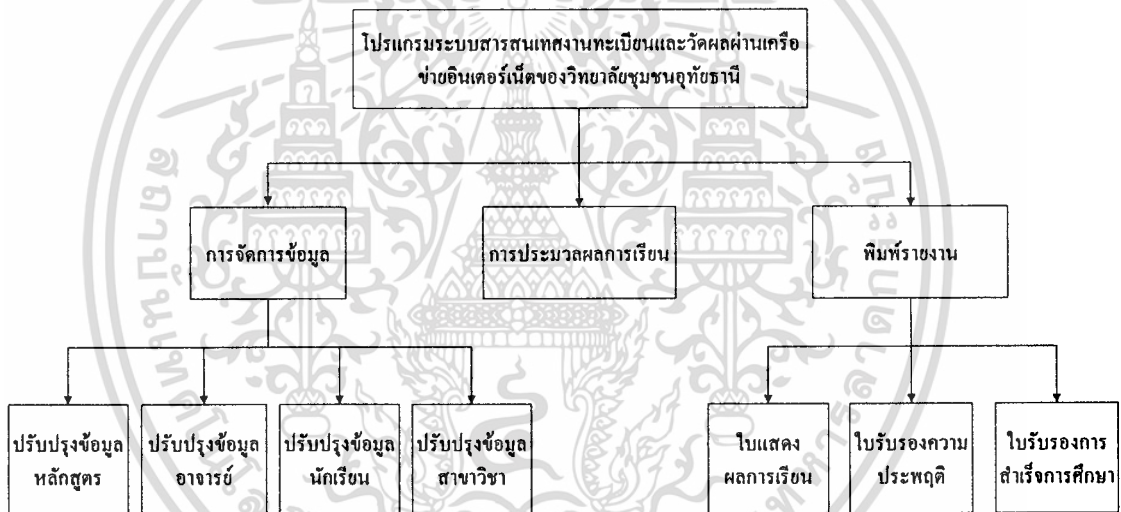 โปรแกรมระบบสารสนเทศงานทะเบียนและวัดผลผ่านเครือ
ข่ายอินเตอร์เน็ตของวิทยาลัยชุมชนอุทัยธานี
การจัดการข้อมูล
การประมวลผลการเรียน
พิมพ์รายงาน
ปรับปรุงข้อมูล
หลักสูตร
ปรับปรุงข้อมูล
อาจารย์
ปรับปรุงข้อมูล
นักเรียน
ปรับปรุงข้อมูล
สาขาวิชา
ใบแสดง
ผลการเรียน
ใบรับรองความ
ประพฤติ
ใบรับรองการ
สำเร็จการศึกษา